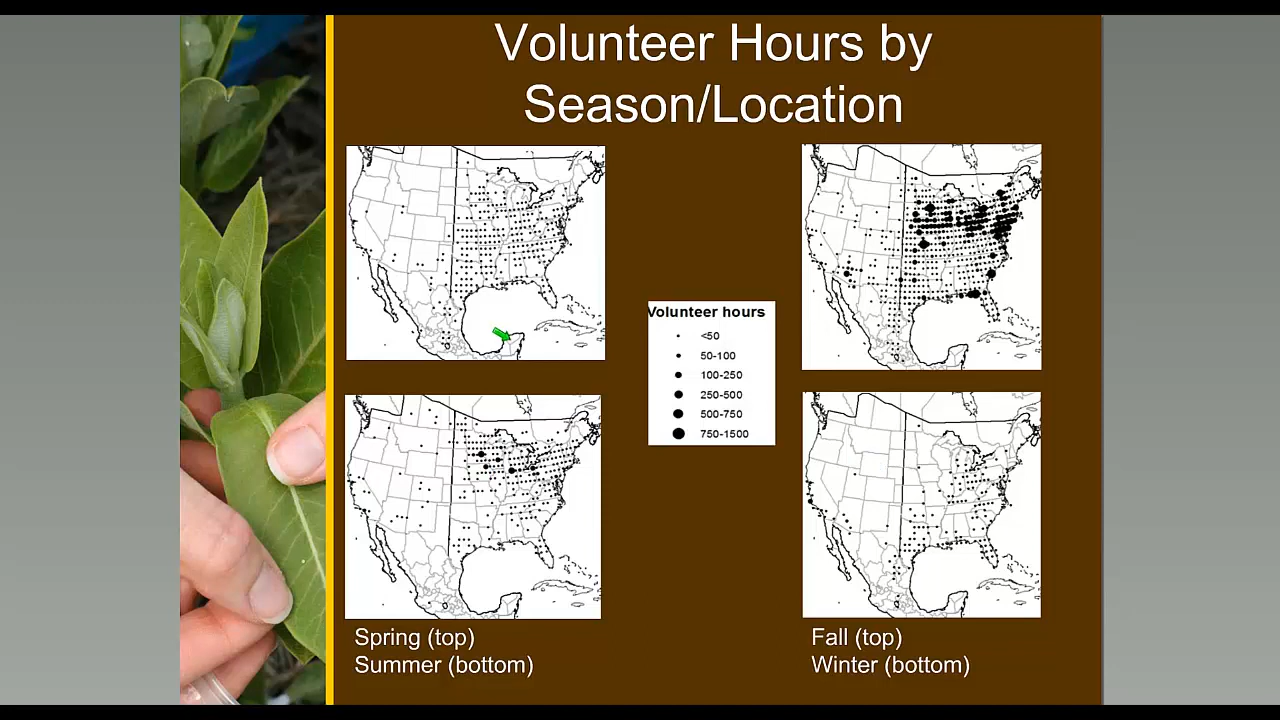 Volunteer Hours by
Season/Location
Volunteer hours
<50
50-100
100-250
250-500
500-750
750-1500
Spring (top)
Summer (bottom)
Fall (top)
Winter (bottom)